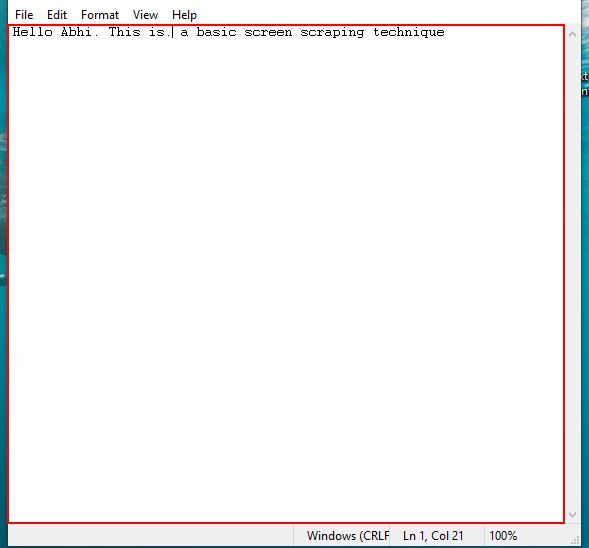 File Edit Format View Help
Hello Abhi. This is. a basic screen scraping technique
Windows (CRLF Ln 1, Col 21 100%